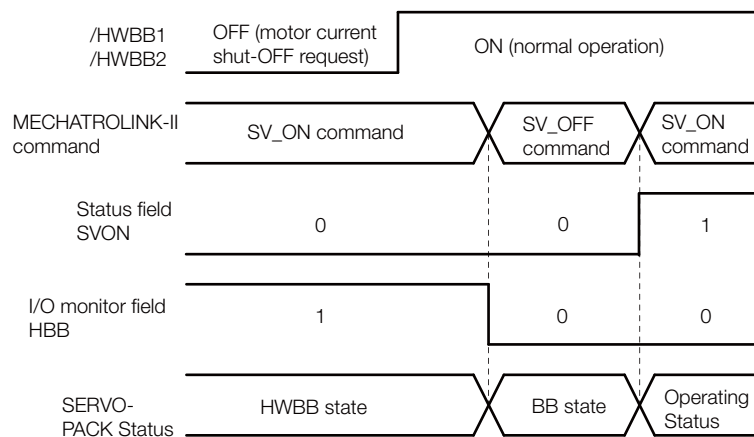 /HWBB1
/HWBB2
OFF (motor current
shut-OFF request)
ON (normal operation)
MECHATROLINK-II
command
SV_ON command
SV_OFF
command
SV_ON
command
Status field
SVON
0
0
1
I/O monitor field
HBB
1
0
0
SERVO-
PACK Status
HWBB state
BB state
Operating
Status